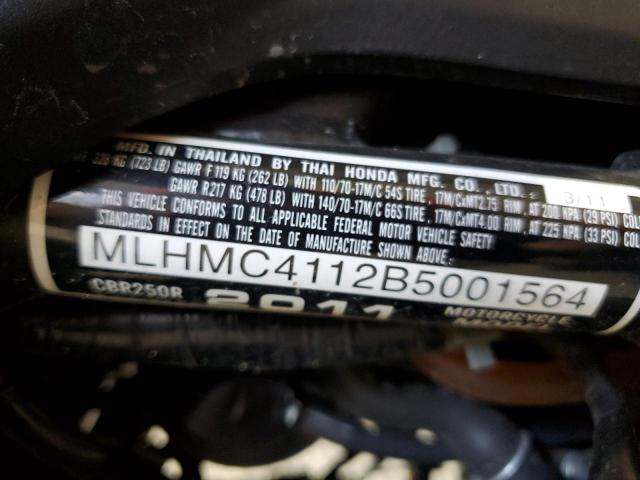 MFD. IN THAILAND BY THAI HONDA MFG. CO., LTD. 3/11
328 KG (723 LB) GAWR F 119 KG (262 LB) WITH 110/70-17M/C 54S TIRE, 17M/CxMT2.75 RIM, AT 200 KPA (29 PSI)
GAWR R217 KG (478 LB) WITH 140/70-17M/C 66S TIRE, 17M/CxMT4.00 RIM, AT 225 KPA (33 PSI)
THIS VEHICLE CONFORMS TO ALL APPLICABLE FEDERAL MOTOR VEHICLE SAFETY
STANDARDS IN EFFECT ON THE DATE OF MANUFACTURE SHOWN ABOVE.
MLHMC4112B5001564
CBR250R 2011 MOTORCYCLE